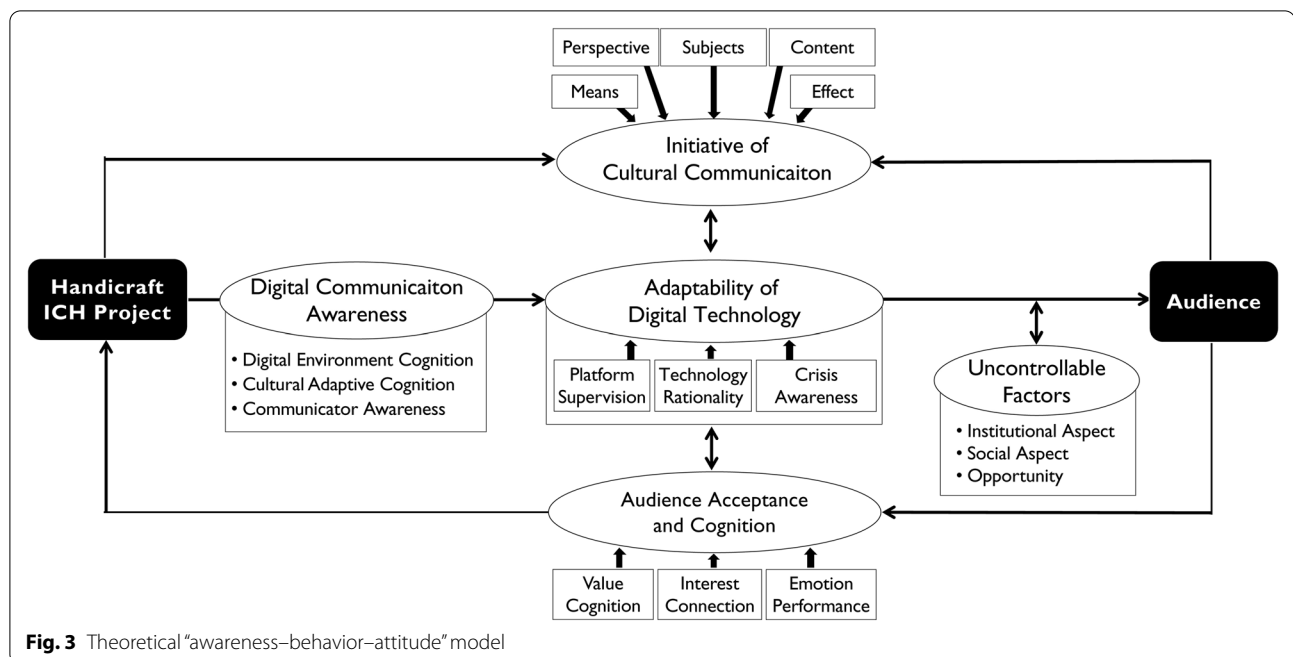 Perspective
Subjects
Content
Means
Effect
Initiative of
Cultural Communicaiton
Handicraft
ICH Project
Digital Communicaiton
Awareness
• Digital Environment Cognition
• Cultural Adaptive Cognition
• Communicator Awareness
Adaptability of
Digital Technology
Platform
Supervision
Technology
Rationality
Crisis
Awareness
Audience
Uncontrollable
Factors
• Institutional Aspect
• Social Aspect
• Opportunity
Audience Acceptance
and Cognition
Value
Cognition
Interest
Connection
Emotion
Performance
Fig. 3 Theoretical “awareness–behavior–attitude” model